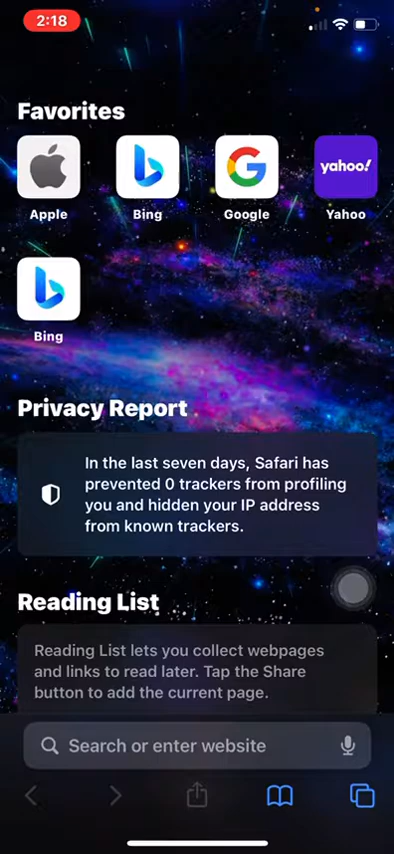 2:18
Favorites
yahoo!
Apple
Bing
Google
Yahoo
Bing
Privacy Report
In the last seven days, Safari has
prevented 0 trackers from profiling
you and hidden your IP address
from known trackers.
Reading List
Reading List lets you collect webpages
and links to read later. Tap the Share
button to add the current page.
Search or enter website